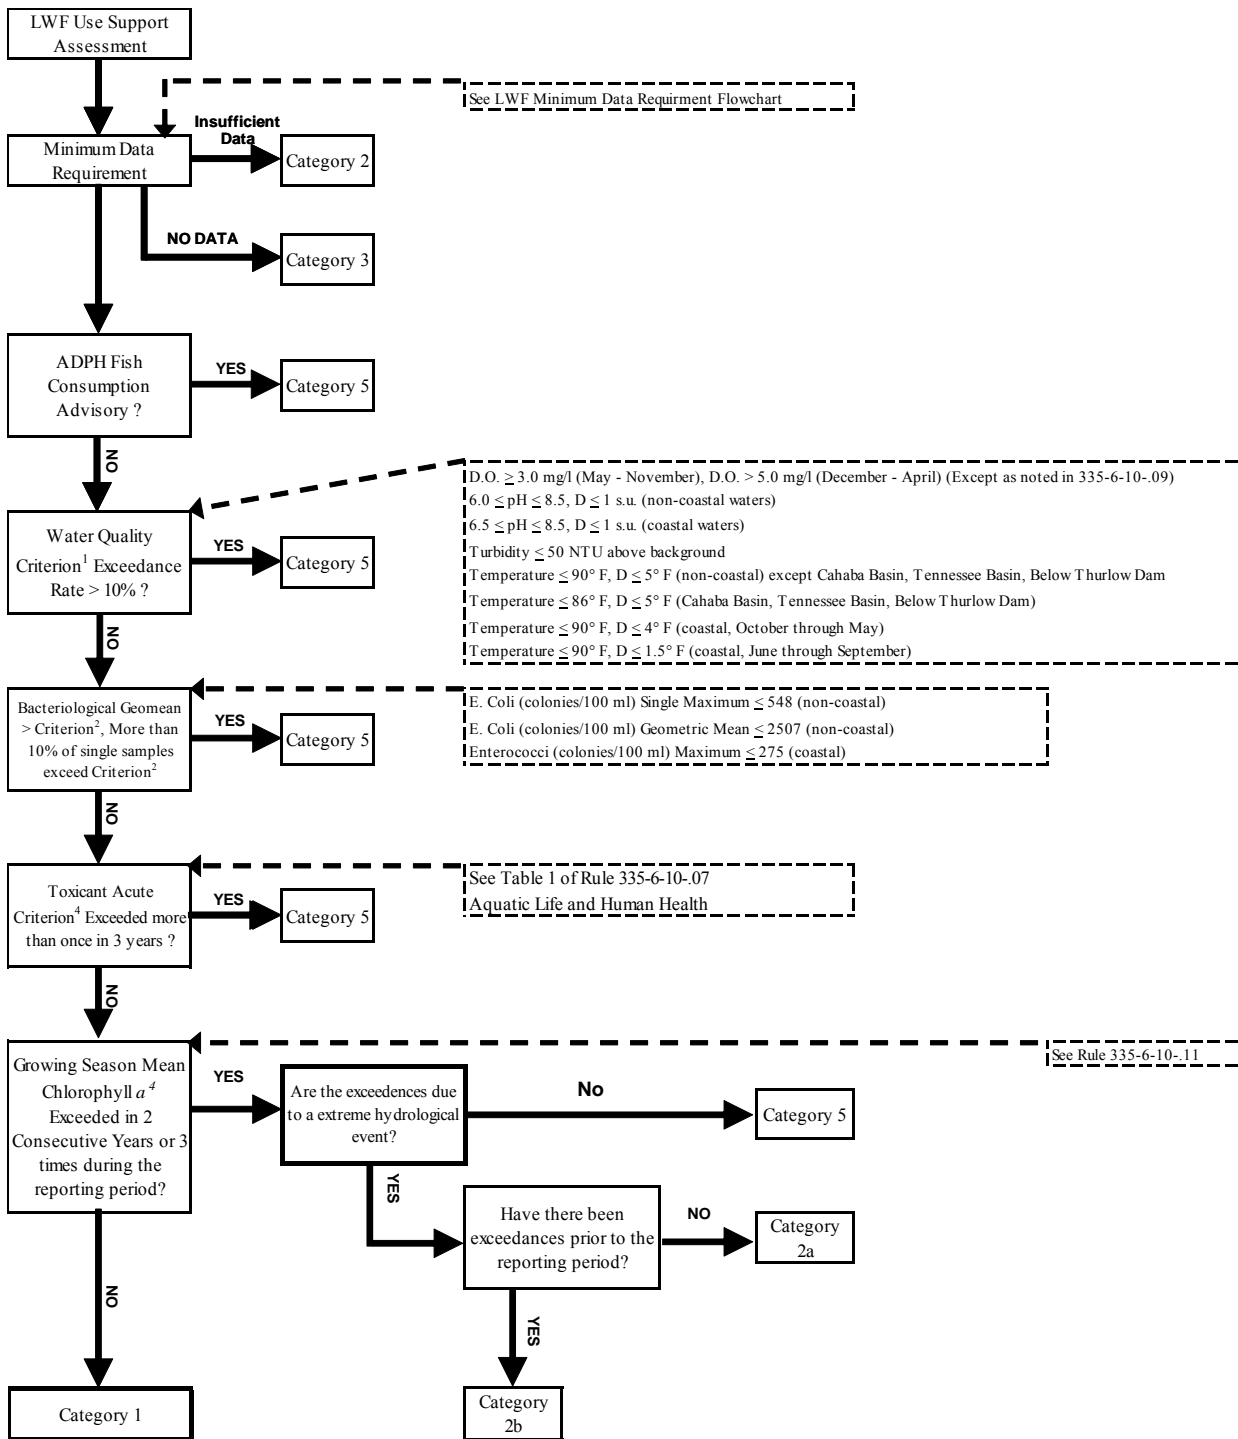 LWF Use Support
Assessment
See LWF Minimum Data Requirment Flowchart
Insufficient
Data
Minimum Data
Requirement
Category 2
NO DATA
Category 3
ADPH Fish
Consumption
Advisory ?
YES
Category 5
NO
D.O. ≥ 3.0 mg/l (May - November), D.O. > 5.0 mg/l (December - April) (Except as noted in 335-6-10-.09)
6.0 ≤ pH ≤ 8.5, D ≤ 1 s.u. (non-coastal waters)
6.5 ≤ pH ≤ 8.5, D ≤ 1 s.u. (coastal waters)
Turbidity ≤ 50 NTU above background
Temperature ≤ 90° F, D ≤ 5° F (non-coastal) except Cahaba Basin, Tennessee Basin, Below Thurlow Dam
Temperature ≤ 86° F, D ≤ 5° F (Cahaba Basin, Tennessee Basin, Below Thurlow Dam)
Temperature ≤ 90° F, D ≤ 4° F (coastal, October through May)
Temperature ≤ 90° F, D ≤ 1.5° F (coastal, June through September)
Water Quality
Criterion¹ Exceedance
Rate > 10% ?
YES
Category 5
NO
Bacteriological Geomean
> Criterion², More than
10% of single samples
exceed Criterion²
YES
Category 5
E. Coli (colonies/100 ml) Single Maximum ≤ 548 (non-coastal)
E. Coli (colonies/100 ml) Geometric Mean ≤ 2507 (non-coastal)
Enterococci (colonies/100 ml) Maximum ≤ 275 (coastal)
NO
Toxicant Acute
Criterion⁴ Exceeded more
than once in 3 years ?
YES
Category 5
See Table 1 of Rule 335-6-10-.07
Aquatic Life and Human Health
NO
See Rule 335-6-10-.11
Growing Season Mean
Chlorophyll a ⁴
Exceeded in 2
Consecutive Years or 3
times during the
reporting period?
YES
Are the exceedences due
to a extreme hydrological
event?
No
Category 5
YES
Have there been
exceedances prior to the
reporting period?
NO
Category
2a
NO
YES
Category 1
Category
2b